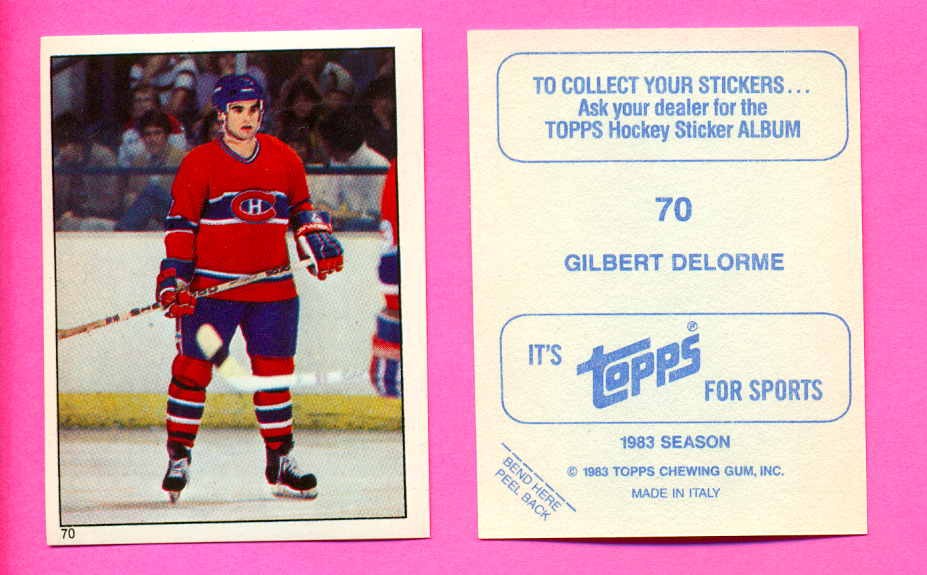 70
TO COLLECT YOUR STICKERS...
Ask your dealer for the
TOPPS Hockey Sticker ALBUM
70
GILBERT DELORME
IT'S
topps®
FOR SPORTS
1983 SEASON
© 1983 TOPPS CHEWING GUM, INC.
MADE IN ITALY
BEND HERE
PEEL BACK